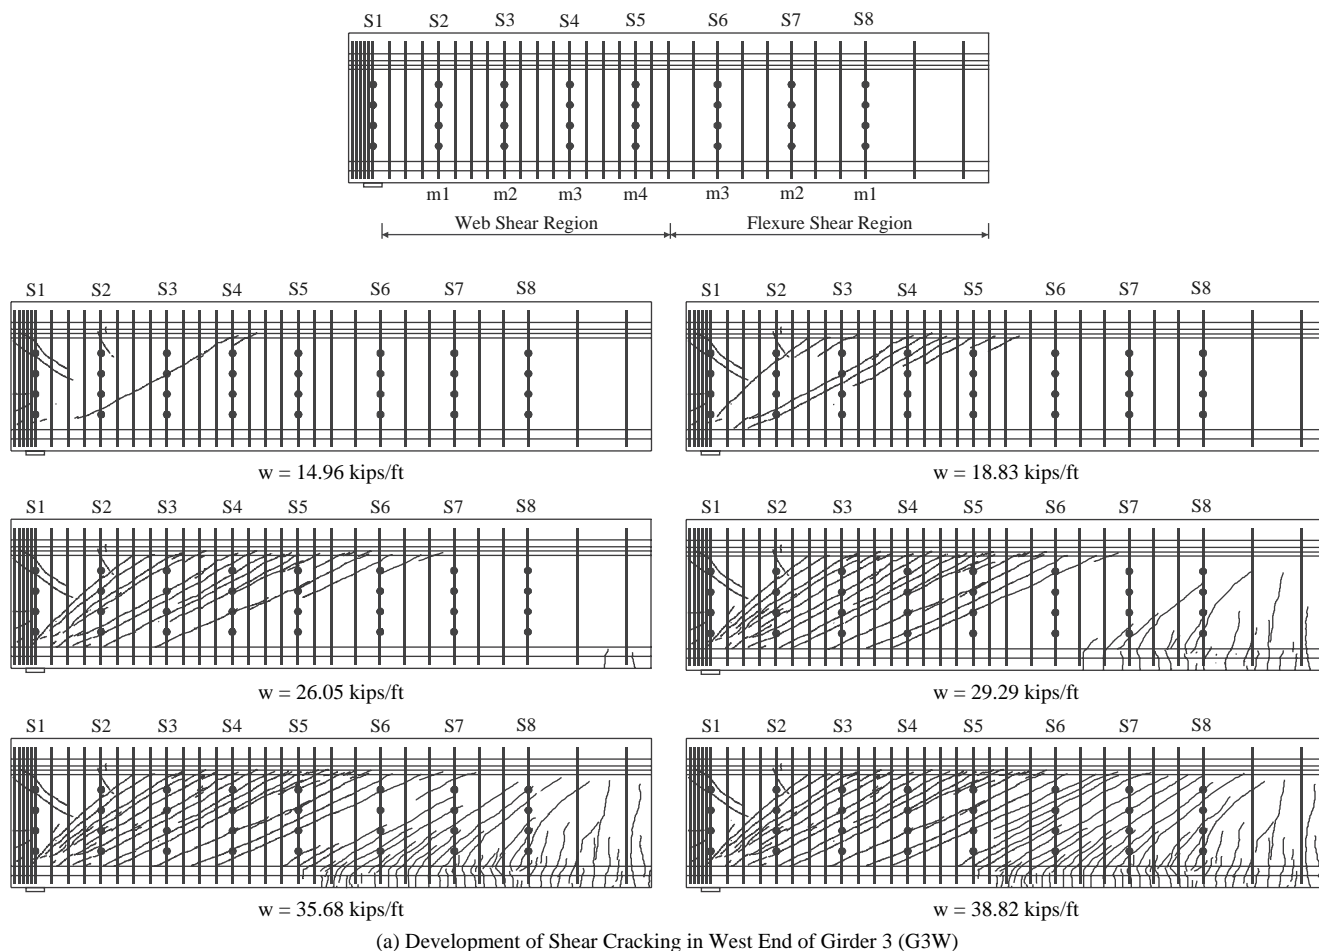 S1 S2 S3 S4 S5 S6 S7 S8
m1 m2 m3 m4 m3 m2 m1
Web Shear Region Flexure Shear Region
S1 S2 S3 S4 S5 S6 S7 S8 S1 S2 S3 S4 S5 S6 S7 S8
w = 14.96 kips/ft w = 18.83 kips/ft
S1 S2 S3 S4 S5 S6 S7 S8 S1 S2 S3 S4 S5 S6 S7 S8
w = 26.05 kips/ft w = 29.29 kips/ft
S1 S2 S3 S4 S5 S6 S7 S8 S1 S2 S3 S4 S5 S6 S7 S8
w = 35.68 kips/ft w = 38.82 kips/ft
(a) Development of Shear Cracking in West End of Girder 3 (G3W)